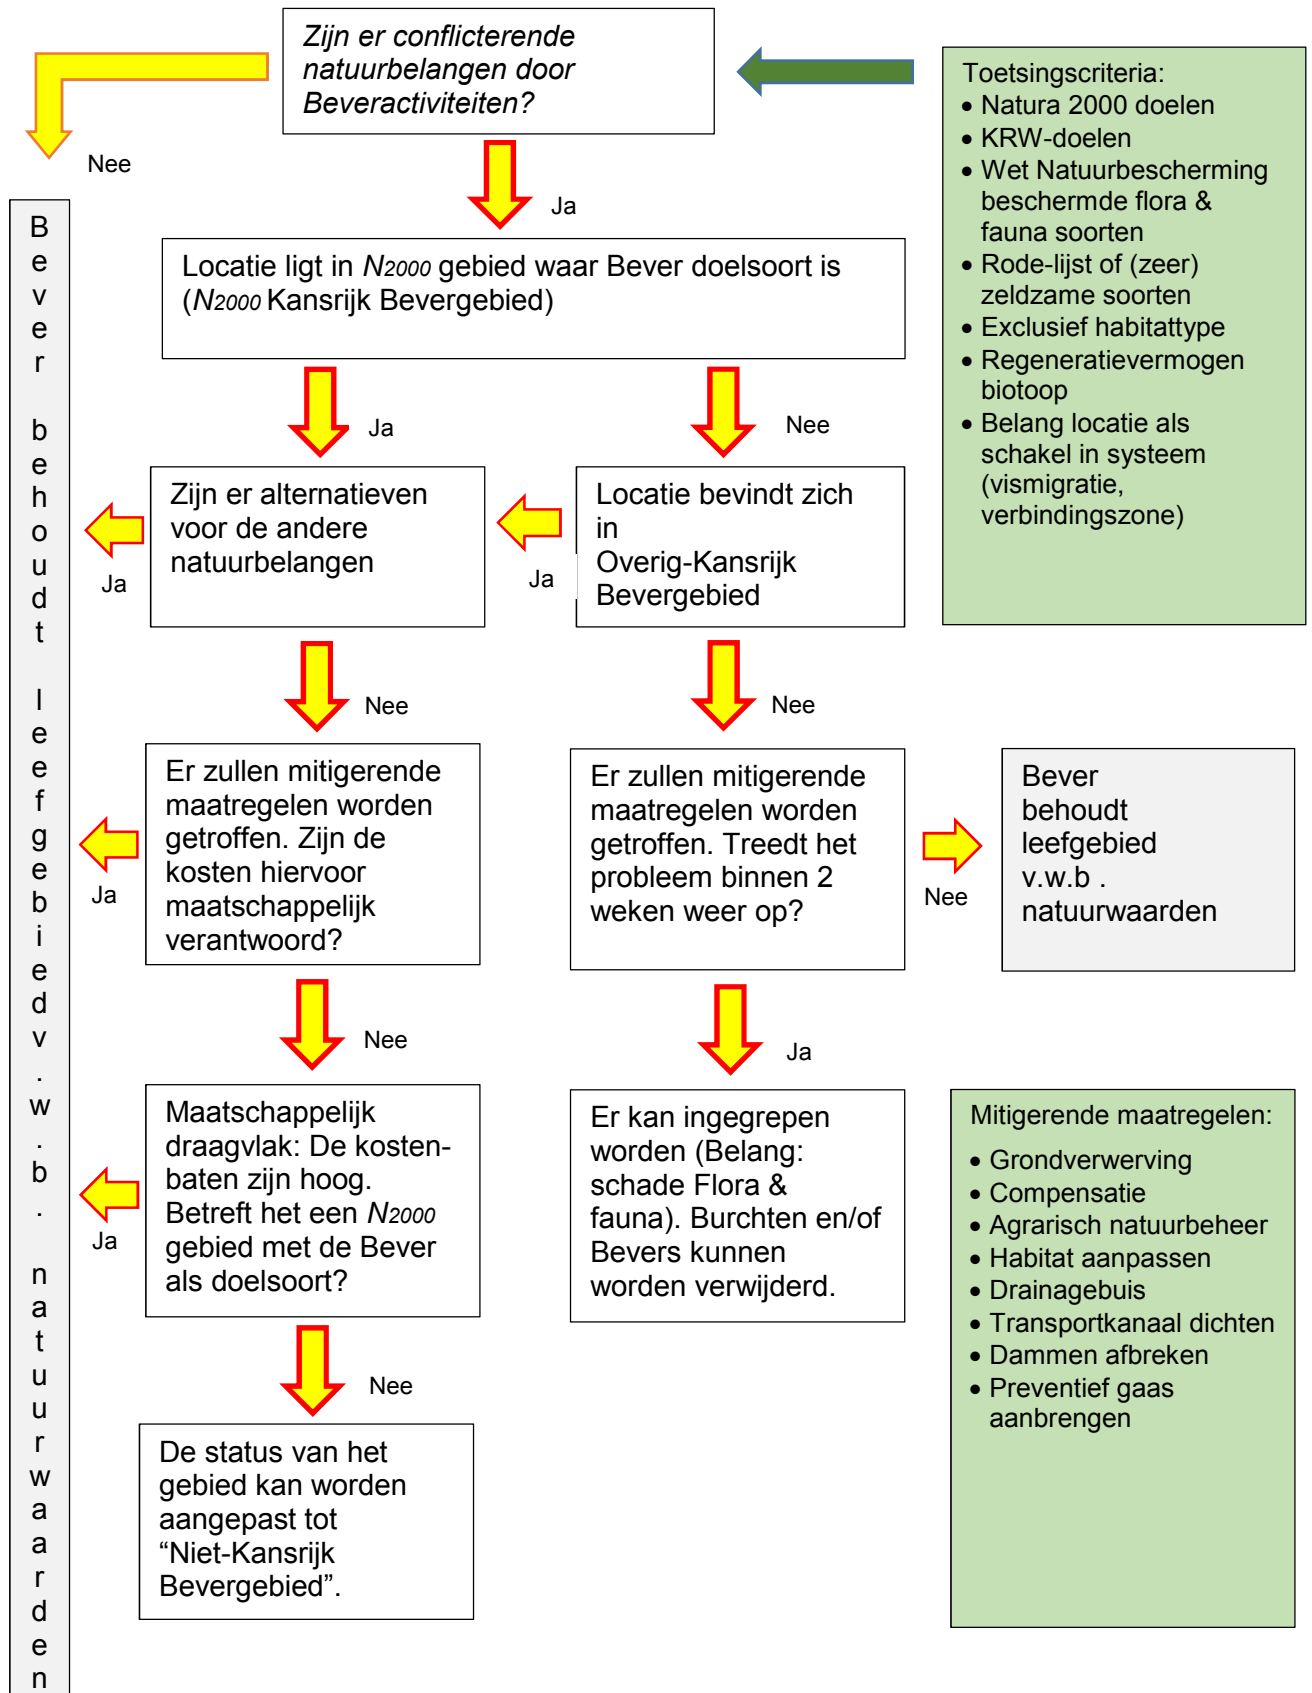 Zijn er conflicterende
natuurbelangen door
Beveractiviteiten?
Toetsingscriteria:
• Natura 2000 doelen
• KRW-doelen
• Wet Natuurbescherming
beschermde flora &
fauna soorten
• Rode-lijst of (zeer)
zeldzame soorten
• Exclusief habitattype
• Regeneratievermogen
biotoop
• Belang locatie als
schakel in systeem
(vismigratie,
verbindingszone)
Nee
Ja
Bever behoudt leefgebiedv.w.b. natuurwaarden
Locatie ligt in N2000 gebied waar Bever doelsoort is
(N2000 Kansrijk Bevergebied)
Ja
Nee
Zijn er alternatieven
voor de andere
natuurbelangen
Ja
Locatie bevindt zich
in
Overig-Kansrijk
Bevergebied
Ja
Nee
Nee
Er zullen mitigerende
maatregelen worden
getroffen. Zijn de
kosten hiervoor
maatschappelijk
verantwoord?
Ja
Er zullen mitigerende
maatregelen worden
getroffen. Treedt het
probleem binnen 2
weken weer op?
Nee
Bever
behoudt
leefgebied
v.w.b .
natuurwaarden
Nee
Ja
Maatschappelijk
draagvlak: De kosten-
baten zijn hoog.
Betreft het een N2000
gebied met de Bever
als doelsoort?
Ja
Er kan ingegrepen
worden (Belang:
schade Flora &
fauna). Burchten en/of
Bevers kunnen
worden verwijderd.
Mitigerende maatregelen:
• Grondverwerving
• Compensatie
• Agrarisch natuurbeheer
• Habitat aanpassen
• Drainagebuis
• Transportkanaal dichten
• Dammen afbreken
• Preventief gaas
aanbrengen
Nee
De status van het
gebied kan worden
aangepast tot
“Niet-Kansrijk
Bevergebied”.